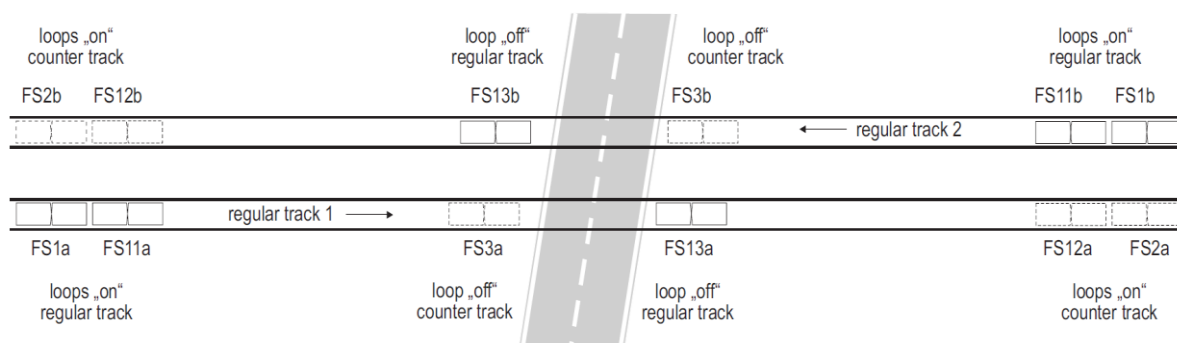 loops „on“
counter track
loop „off“
regular track
loop „off“
counter track
loops „on“
regular track
FS2b
FS12b
FS13b
FS3b
FS11b
FS1b
regular track 2
regular track 1
FS1a
FS11a
FS3a
FS13a
FS12a
FS2a
loops „on“
regular track
loop „off“
counter track
loop „off“
regular track
loops „on“
counter track